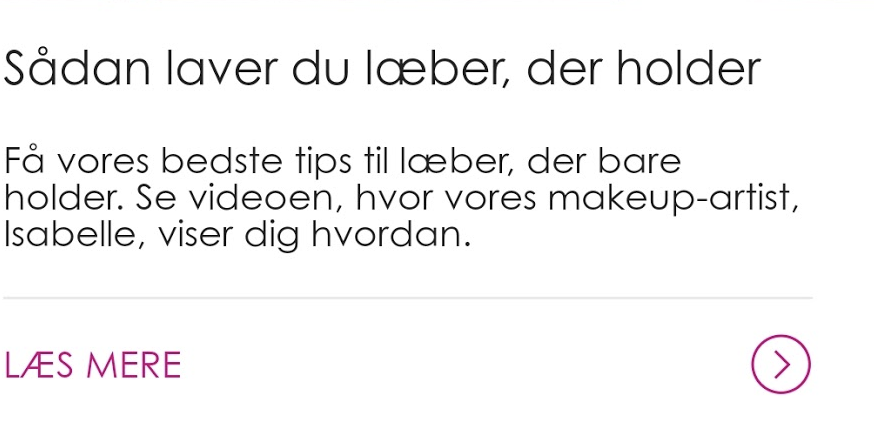 Sådan laver du læber, der holder
Få vores bedste tips til læber, der bare
holder. Se videoen, hvor vores makeup-artist,
Isabelle, viser dig hvordan.
LÆS MERE